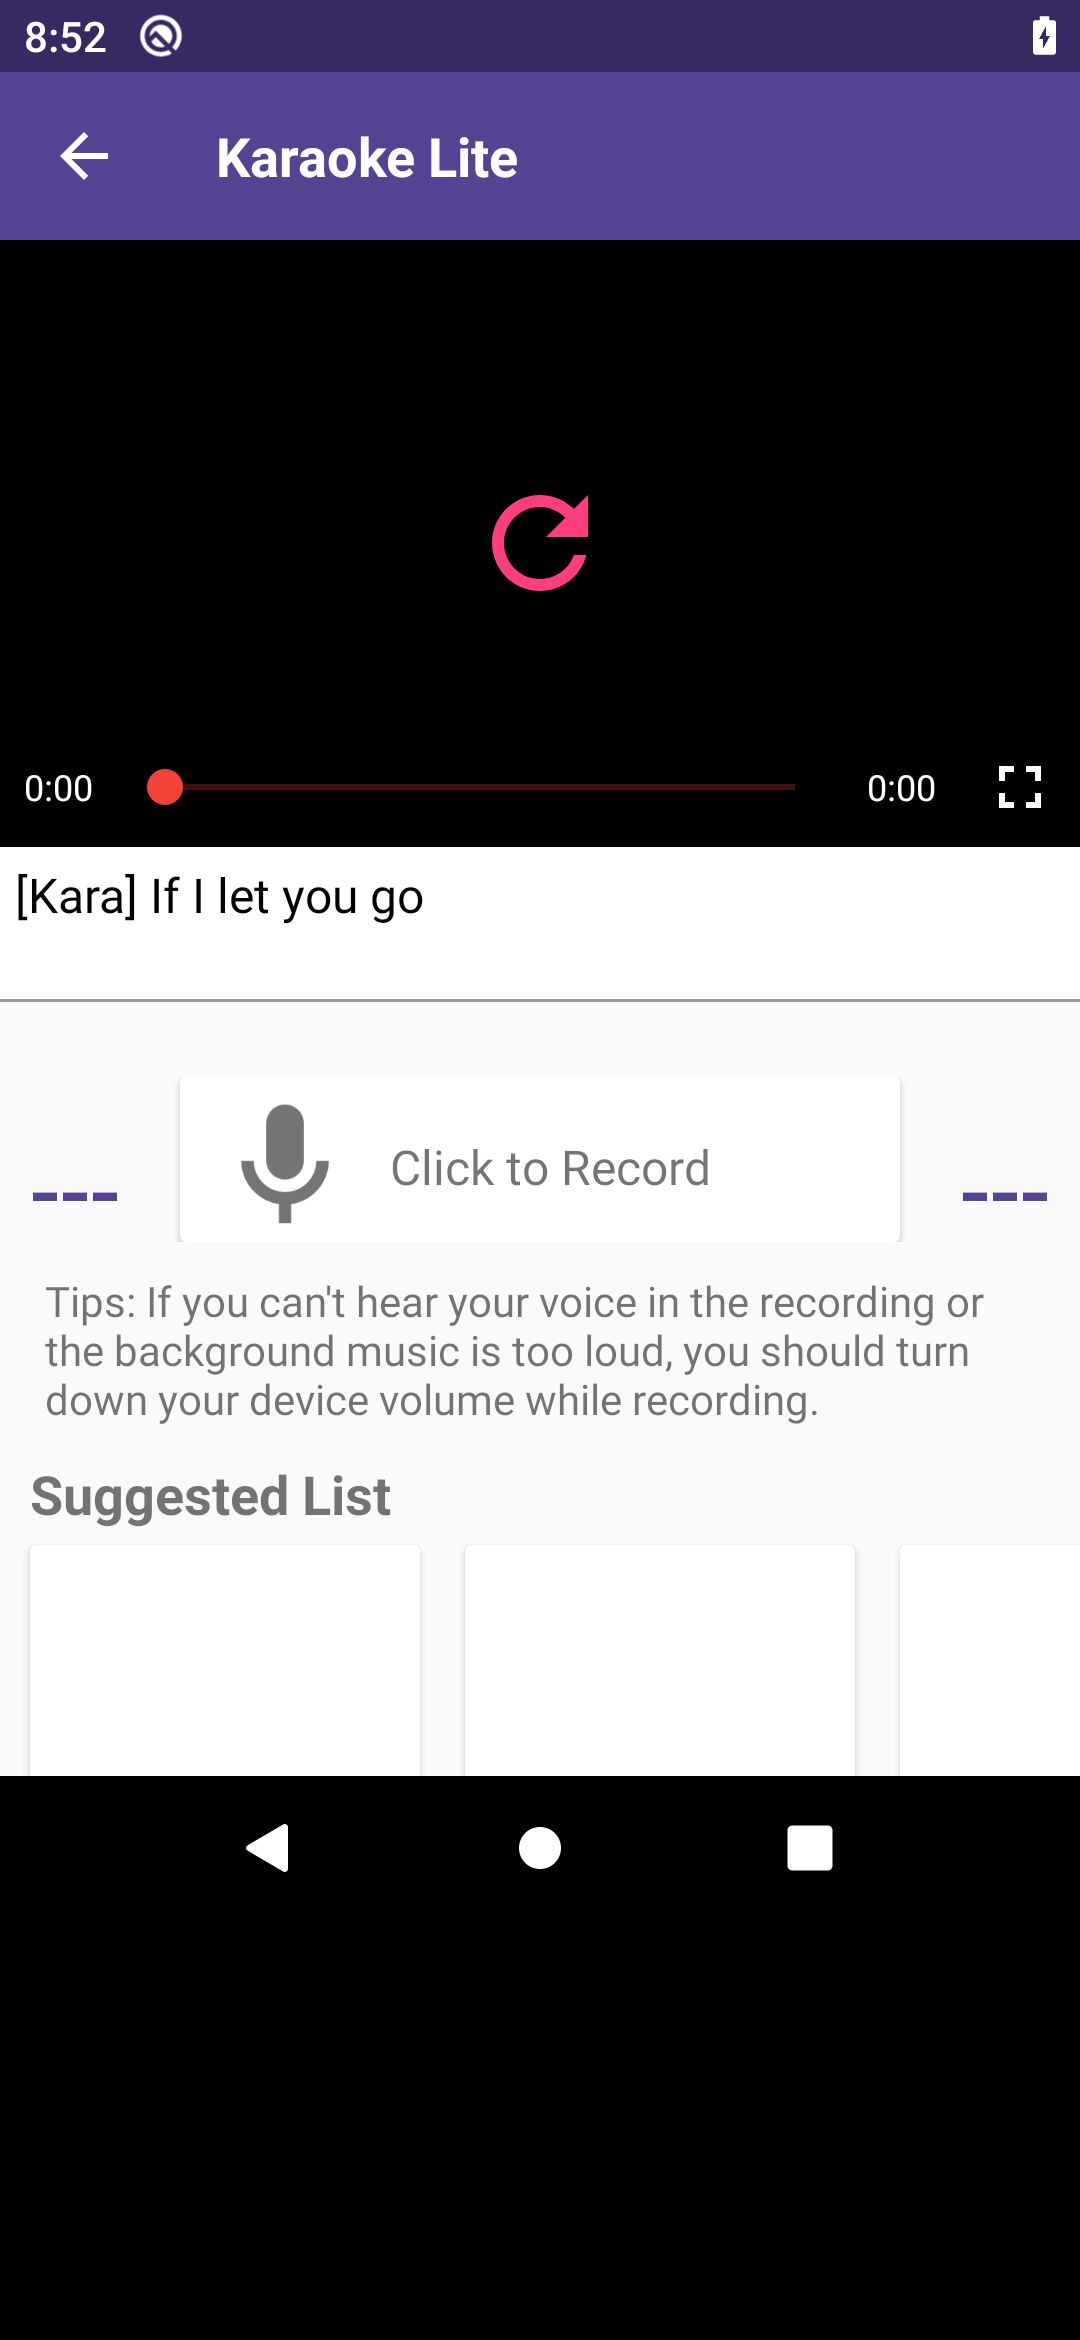 8:52
Karaoke Lite
0:00
0:00
[Kara] If I let you go
---
Click to Record
---
Tips: If you can't hear your voice in the recording or
the background music is too loud, you should turn
down your device volume while recording.
Suggested List